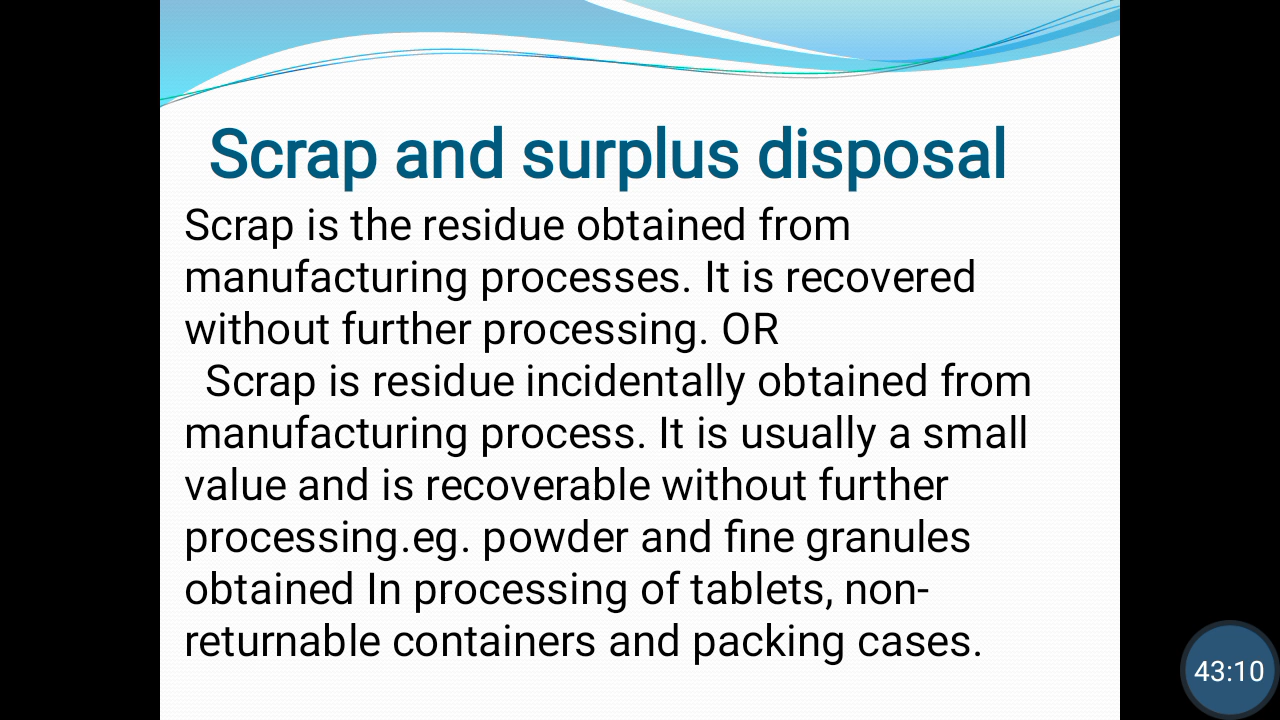 Scrap and surplus disposal
Scrap is the residue obtained from
manufacturing processes. It is recovered
without further processing. OR
Scrap is residue incidentally obtained from
manufacturing process. It is usually a small
value and is recoverable without further
processing.eg. powder and fine granules
obtained In processing of tablets, non-
returnable containers and packing cases.
43:10